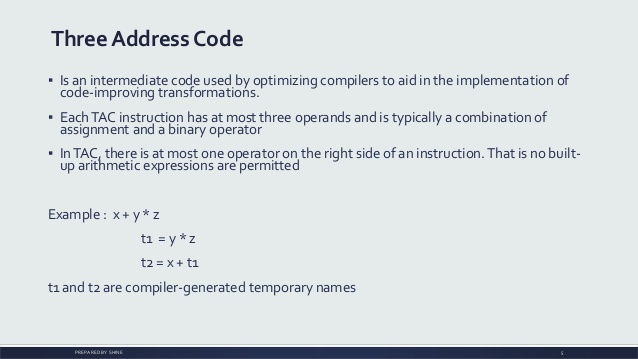 Three Address Code
▪ Is an intermediate code used by optimizing compilers to aid in the implementation of
code-improving transformations.
▪ Each TAC instruction has at most three operands and is typically a combination of
assignment and a binary operator
▪ In TAC, there is at most one operator on the right side of an instruction. That is no built-
up arithmetic expressions are permitted
Example : x + y * z
t1 = y * z
t2 = x + t1
t1 and t2 are compiler-generated temporary names
PREPARED BY SHINE
5